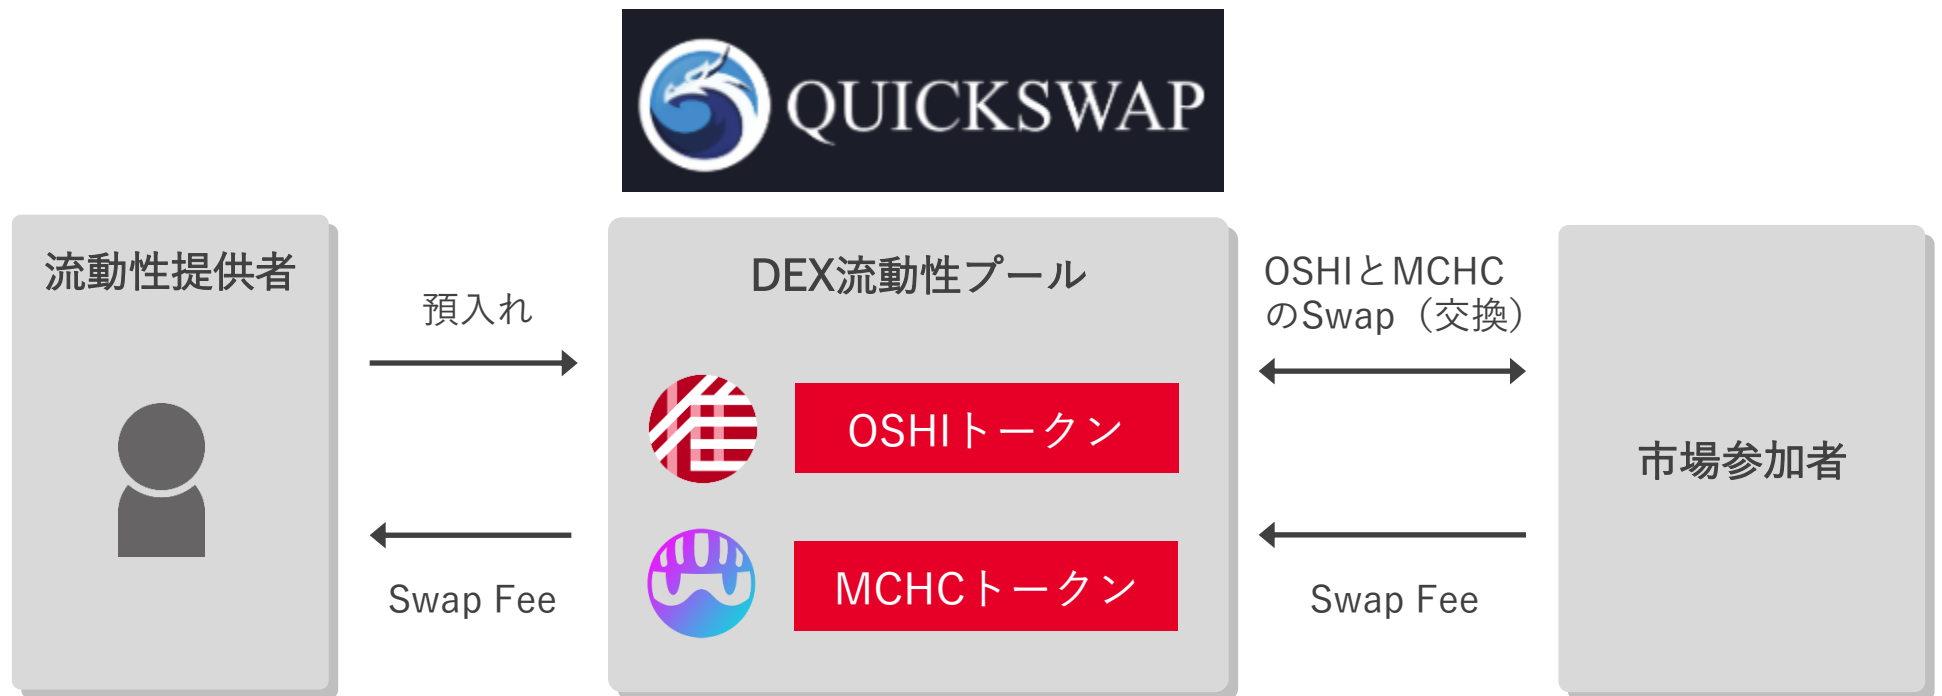 QUICKSWAP
流動性提供者
預入れ
Swap Fee
DEX流動性プール
推
OSHIトークン
MCHCトークン
OSHIとMCHC
のSwap（交換）
Swap Fee
市場参加者